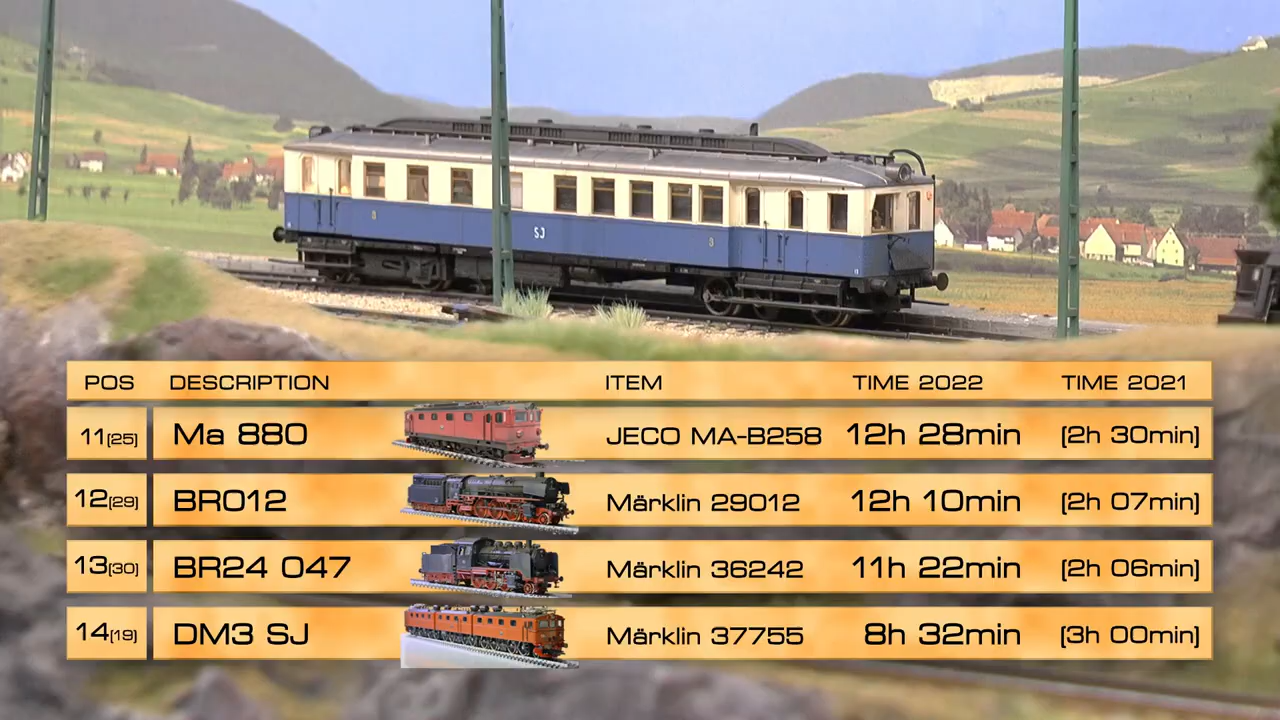 3 SJ 3
POS DESCRIPTION ITEM TIME 2022 TIME 2021
11[25] Ma 880 JECO MA-B258 12h 28min [2h 30min]
12[29] BR012 Märklin 29012 12h 10min [2h 07min]
13[30] BR24 047 Märklin 36242 11h 22min [2h 06min]
14[19] DM3 SJ Märklin 37755 8h 32min [3h 00min]